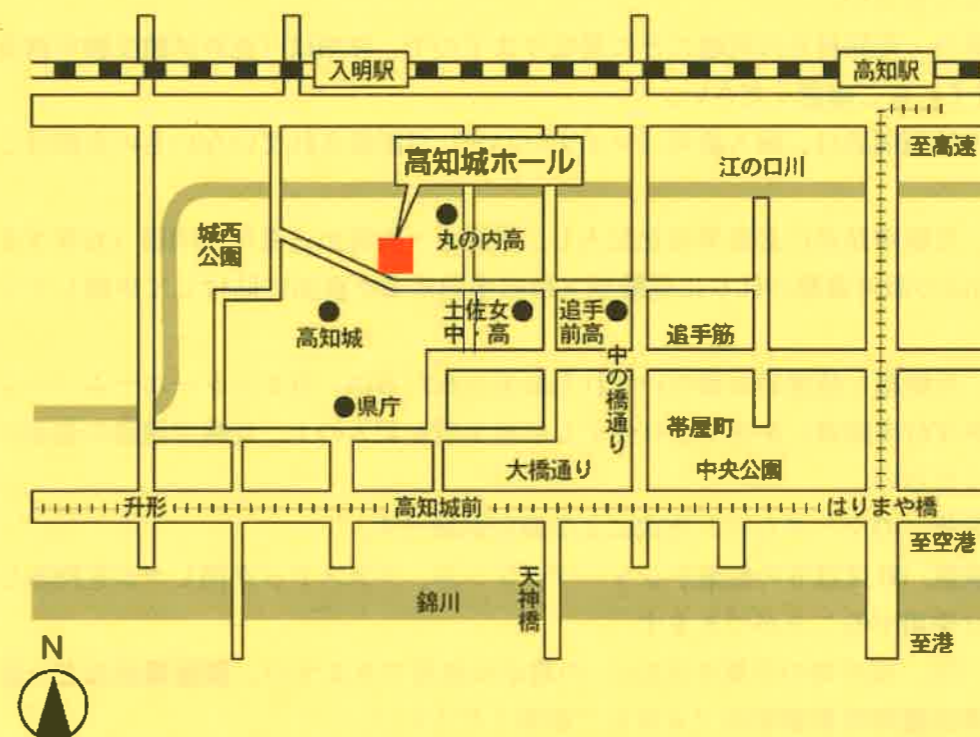 入明駅
高知駅
至高速
高知城ホール
江の口川
城西
公園
丸の内高
高知城
土佐女
中・高
追手
前高
追手筋
中の橋通り
県庁
帯屋町
大橋通り
中央公園
升形
高知城前
はりまや橋
至空港
天神橋
錦川
至港
N